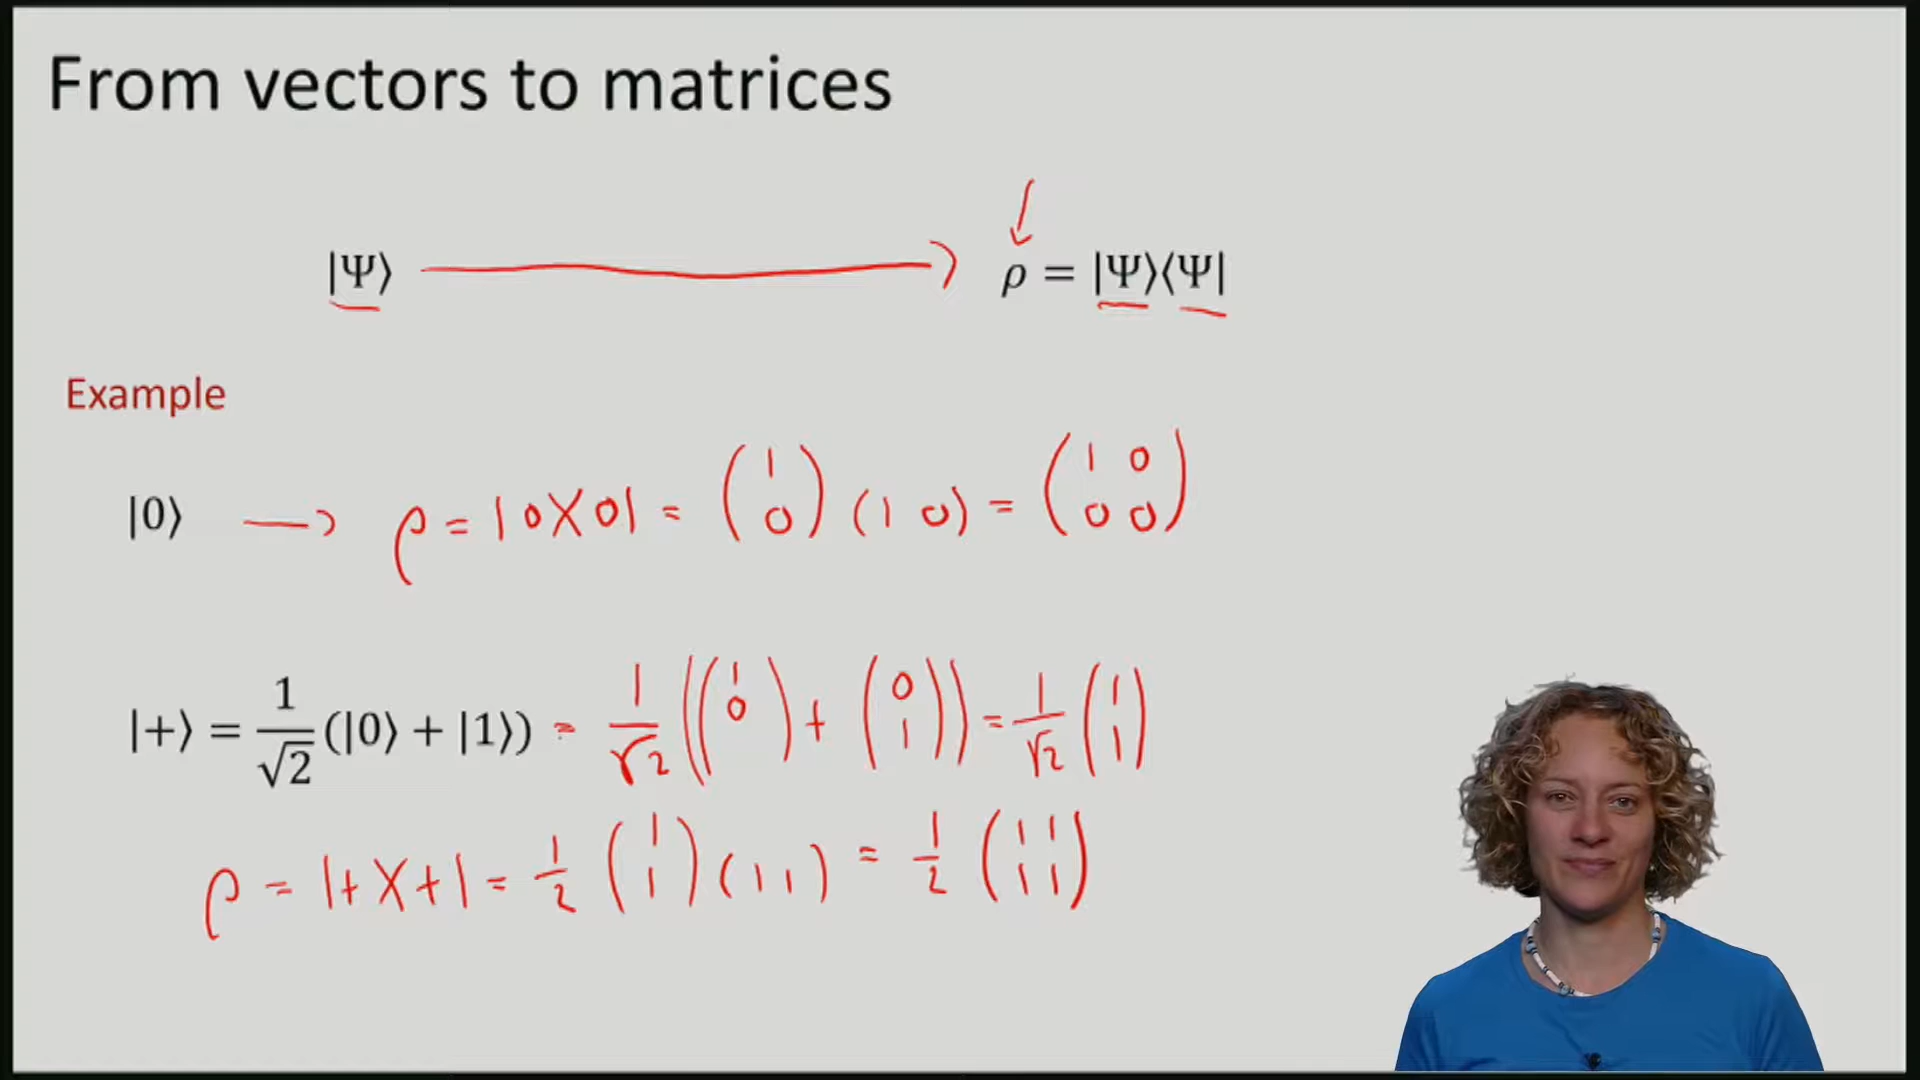 From vectors to matrices
|Ψ⟩ ⟶ ρ = |Ψ⟩⟨Ψ|
Example
|0⟩ → ρ = |0⟩⟨0| = (1 0) (1 0) = (1 0 0 0)
|+⟩ = 1/√2 (|0⟩ + |1⟩) = 1/√2 ((1 0) + (0 1)) = 1/√2 (1 1)
ρ = |+⟩⟨+| = 1/2 (1 1) (1 1) = 1/2 (1 1 1 1)